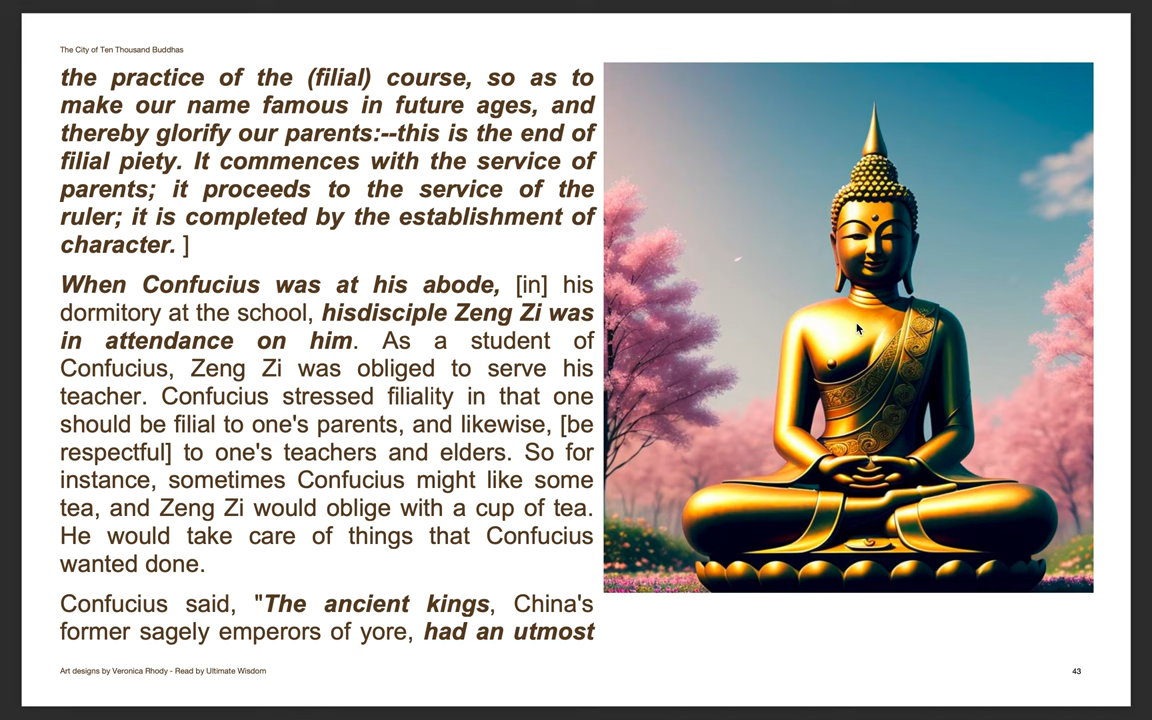 The City of Ten Thousand Buddhas
the practice of the (filial) course, so as to
make our name famous in future ages, and
thereby glorify our parents:--this is the end of
filial piety. It commences with the service of
parents; it proceeds to the service of the
ruler; it is completed by the establishment of
character. ]
When Confucius was at his abode, [in] his
dormitory at the school, hisdisciple Zeng Zi was
in attendance on him. As a student of
Confucius, Zeng Zi was obliged to serve his
teacher. Confucius stressed filiality in that one
should be filial to one's parents, and likewise, [be
respectful] to one's teachers and elders. So for
instance, sometimes Confucius might like some
tea, and Zeng Zi would oblige with a cup of tea.
He would take care of things that Confucius
wanted done.
Confucius said, "The ancient kings, China's
former sagely emperors of yore, had an utmost
Art designs by Veronica Rhody - Read by Ultimate Wisdom
43